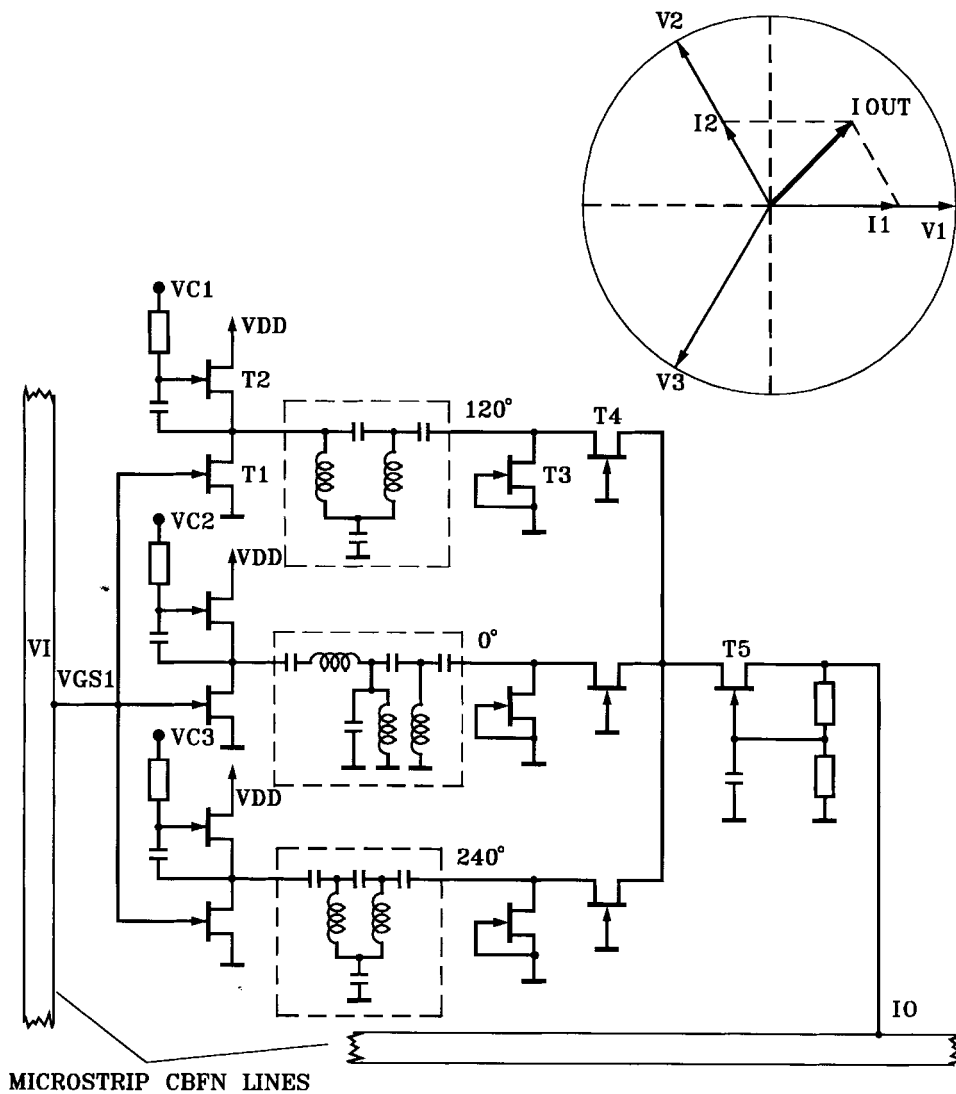 V2
I OUT
I2
I1
V1
V3
VC1
VDD
T2
120°
T4
T1
T3
VC2
VDD
0°
T5
VI
VGS1
VC3
VDD
240°
IO
MICROSTRIP CBFN LINES